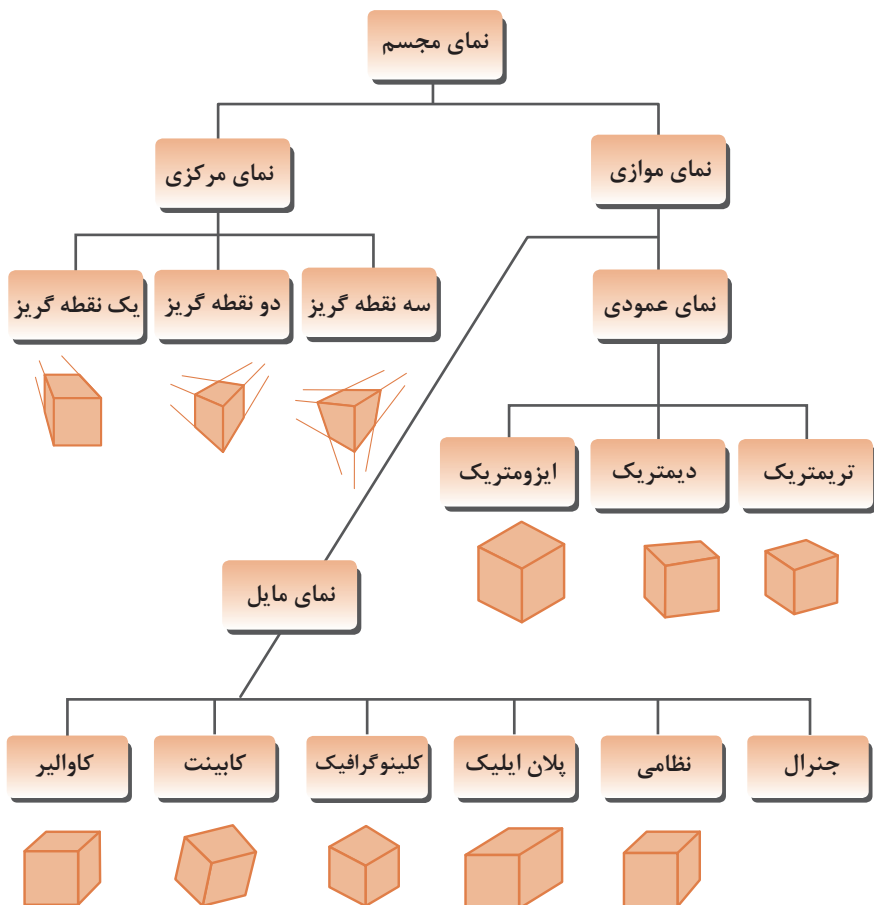 نمای مجسم
نمای موازی
نمای مرکزی
نمای عمودی
سه نقطه گریز
دو نقطه گریز
یک نقطه گریز
تریمتریک
دیمتریک
ایزومتریک
نمای مایل
جنرال
نظامی
پلان ایلیک
کلینوگرافیک
کابینت
کاوالیر